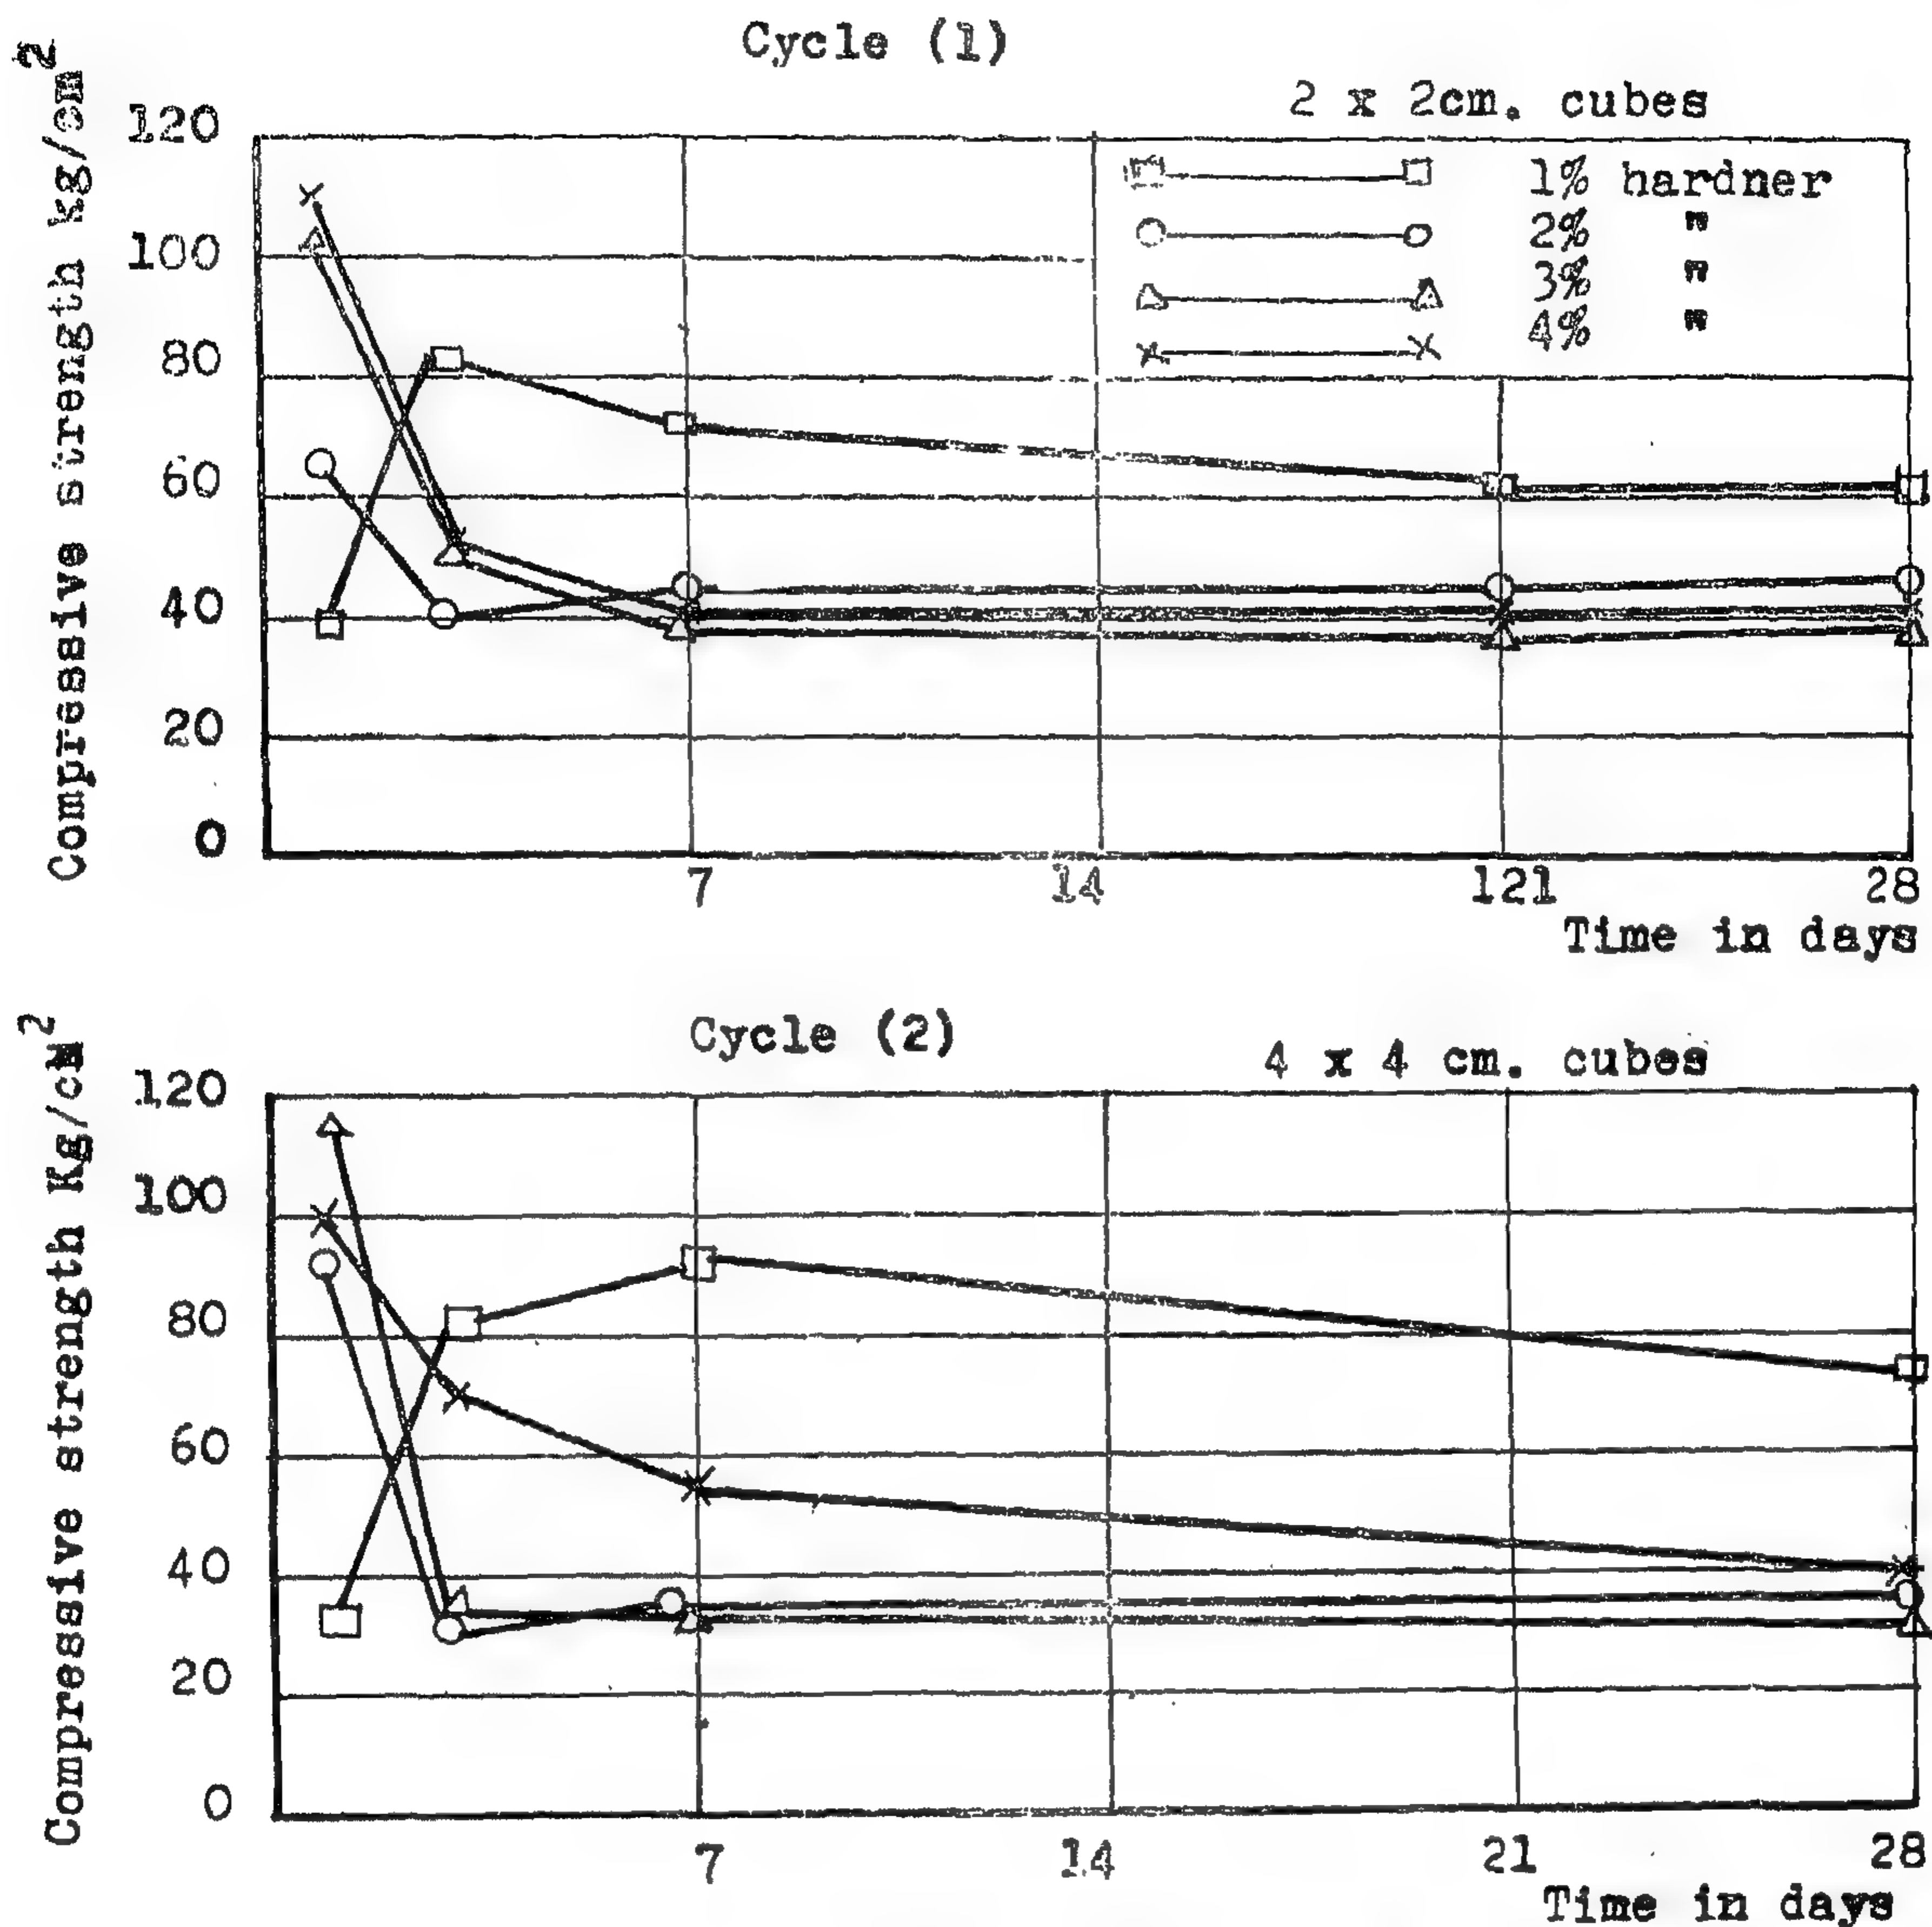 Cycle (1)
2 x 2cm. cubes
Compressive strength kg/cm²
120
100
80
60
40
20
0
1% hardner
2% "
3% "
4% "
7 14 121 28
Time in days
Cycle (2)
4 x 4 cm. cubes
Compressive strength Kg/cM²
120
100
80
60
40
20
0
7 14 21 28
Time in days